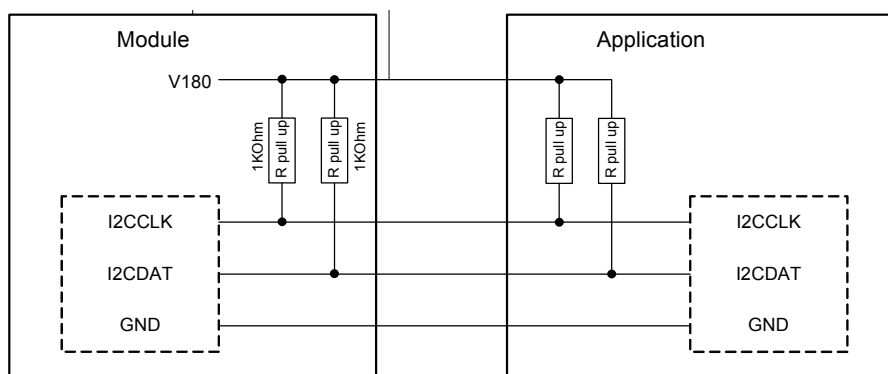 Module
Application
V180
1KOhm
R pull up
R pull up
1KOhm
R pull up
R pull up
I2CCLK
I2CCLK
I2CDAT
I2CDAT
GND
GND